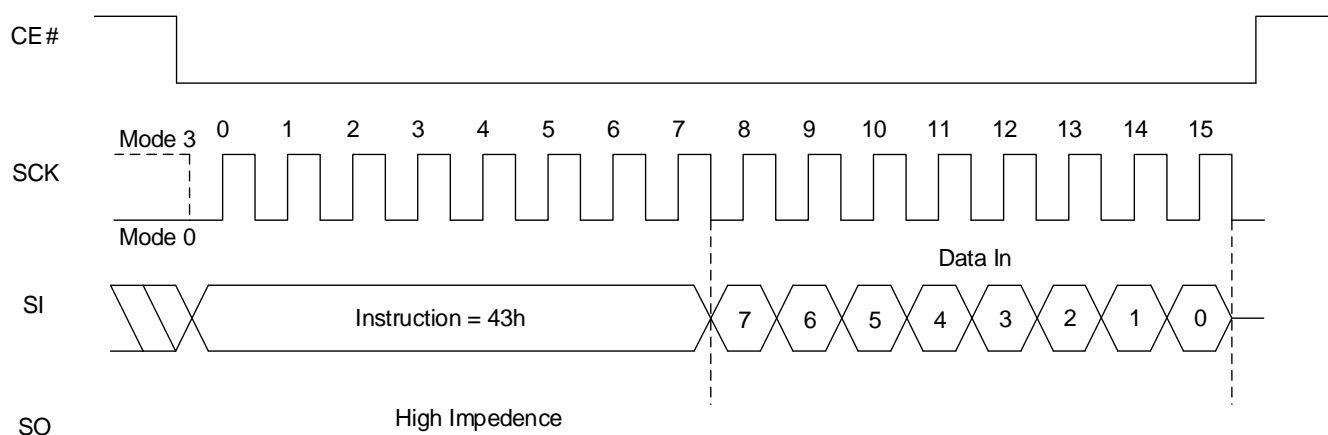 CE#
0 1 2 3 4 5 6 7 8 9 10 11 12 13 14 15
Mode 3
SCK
Mode 0
Data In
SI
Instruction = 43h
7 6 5 4 3 2 1 0
High Impedence
SO